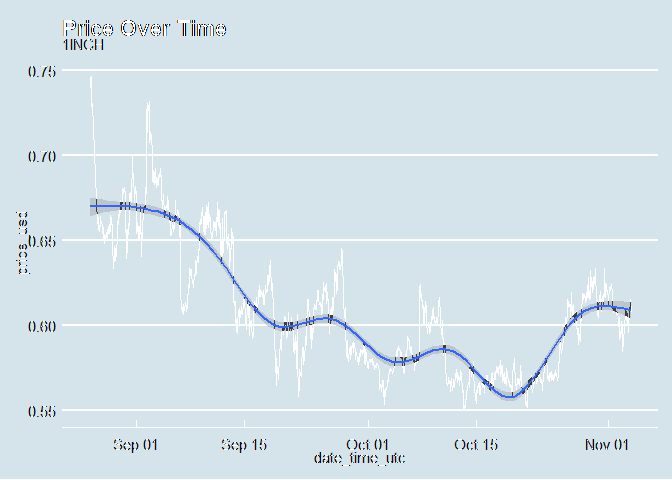 Price Over Time
1INCH
0.75
0.70
0.65
0.60
0.55
price_usd
Sep 01
Sep 15
Oct 01
Oct 15
Nov 01
date_time_utc